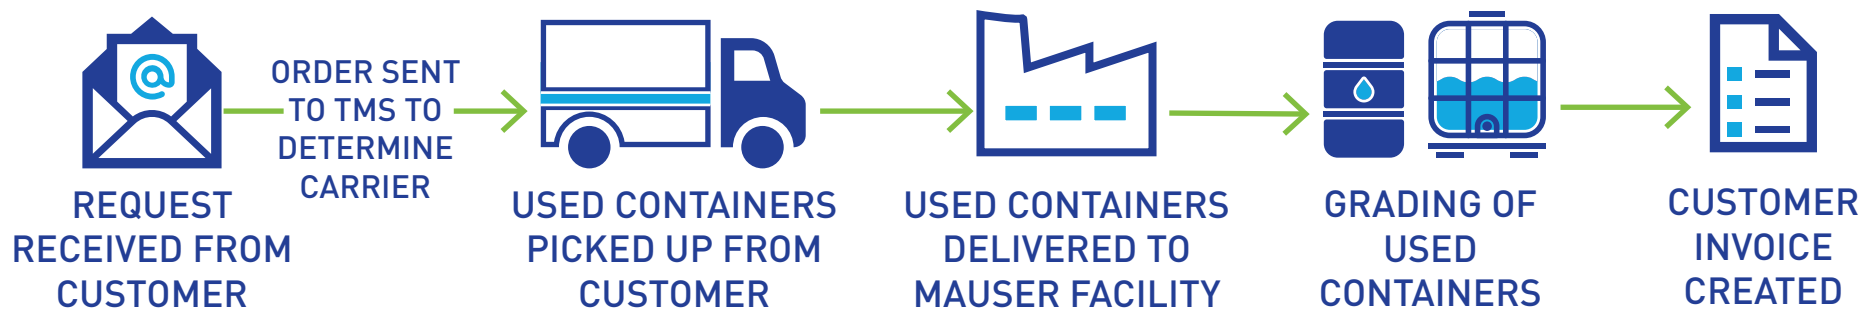 @
REQUEST
RECEIVED FROM
CUSTOMER
ORDER SENT
TO TMS TO
DETERMINE
CARRIER
USED CONTAINERS
PICKED UP FROM
CUSTOMER
USED CONTAINERS
DELIVERED TO
MAUSER FACILITY
GRADING OF
USED
CONTAINERS
CUSTOMER
INVOICE
CREATED